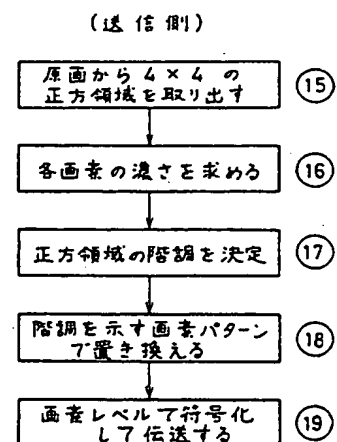 (送信側)
原画から4×4の
正方領域を取り出す
15
各画素の濃さを求める
16
正方領域の階調を決定
17
階調を示す画素パターン
で置き換える
18
画素レベルで符号化
して伝送する
19